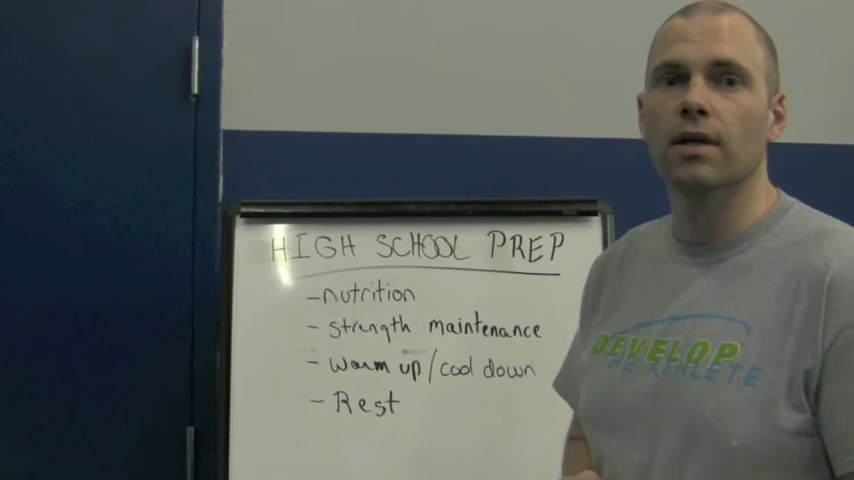 HIGH SCHOOL PREP
- nutrition
- strength maintenance
- warm up/cool down
- Rest
DEVELOP
THE ATHLETE